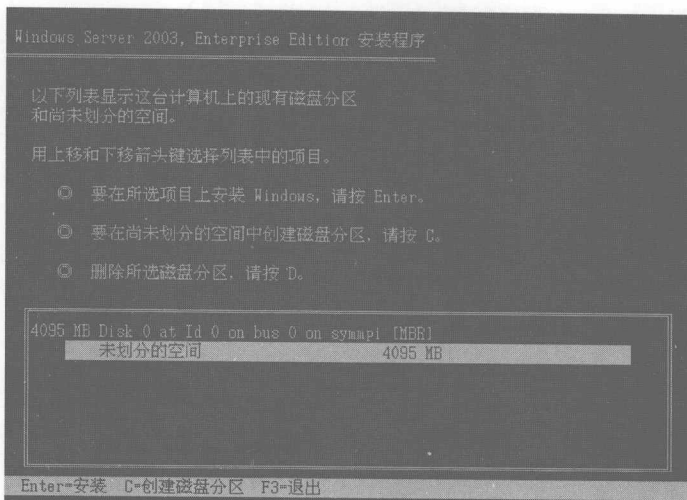 Windows Server 2003, Enterprise Edition 安装程序
以下列表显示这台计算机上的现有磁盘分区
和尚未划分的空间。
用上移和下移箭头键选择列表中的项目。
◎ 要在所选项目上安装 Windows，请按 Enter。
◎ 要在尚未划分的空间中创建磁盘分区，请按 C。
◎ 删除所选磁盘分区，请按 D。
4095 MB Disk 0 at Id 0 on bus 0 on symmpi [MBR]
未划分的空间 4095 MB
Enter=安装 C=创建磁盘分区 F3=退出